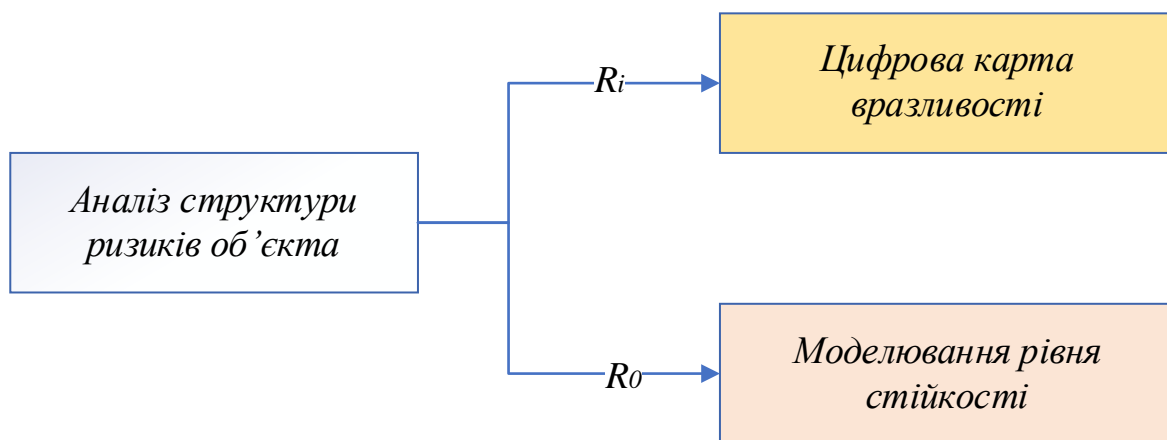 Ri
Цифрова карта
вразливості
Аналіз структури
ризиків об’єкта
R0
Моделювання рівня
стійкості